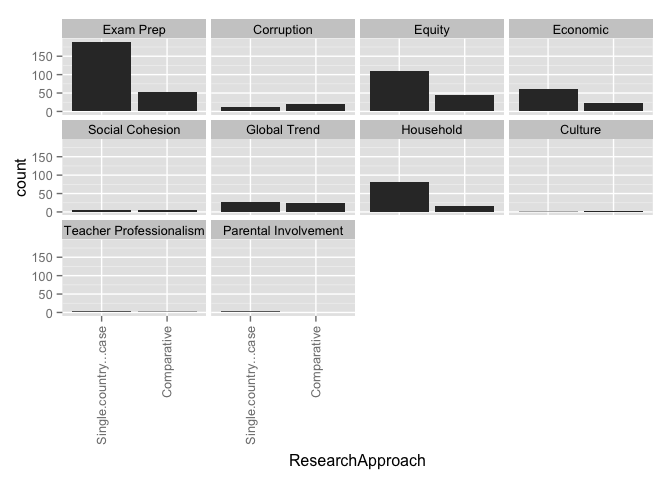 Exam Prep Corruption Equity Economic
150
100
50
0
Social Cohesion Global Trend Household Culture
150
100
50
0
count
Teacher Professionalism Parental Involvement
150
100
50
0
Single.country...case Comparative Single.country...case Comparative
ResearchApproach